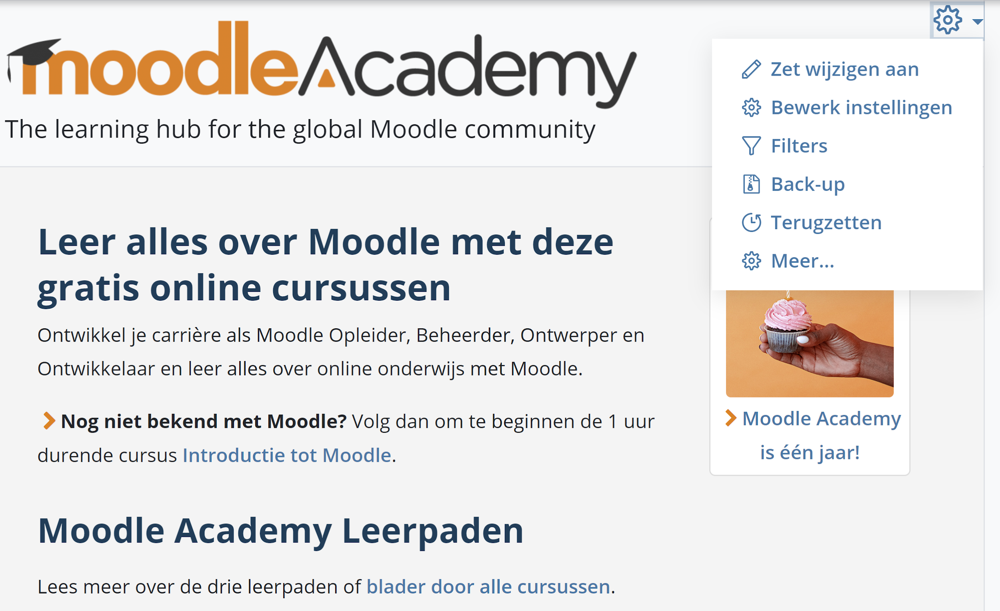 moodleAcademy
The learning hub for the global Moodle community
Zet wijzigen aan
Bewerk instellingen
Filters
Back-up
Terugzetten
Meer...
Leer alles over Moodle met deze
gratis online cursussen
Ontwikkel je carrière als Moodle Opleider, Beheerder, Ontwerper en
Ontwikkelaar en leer alles over online onderwijs met Moodle.
Nog niet bekend met Moodle? Volg dan om te beginnen de 1 uur
durende cursus Introductie tot Moodle.
Moodle Academy
is één jaar!
Moodle Academy Leerpaden
Lees meer over de drie leerpaden of blader door alle cursussen.